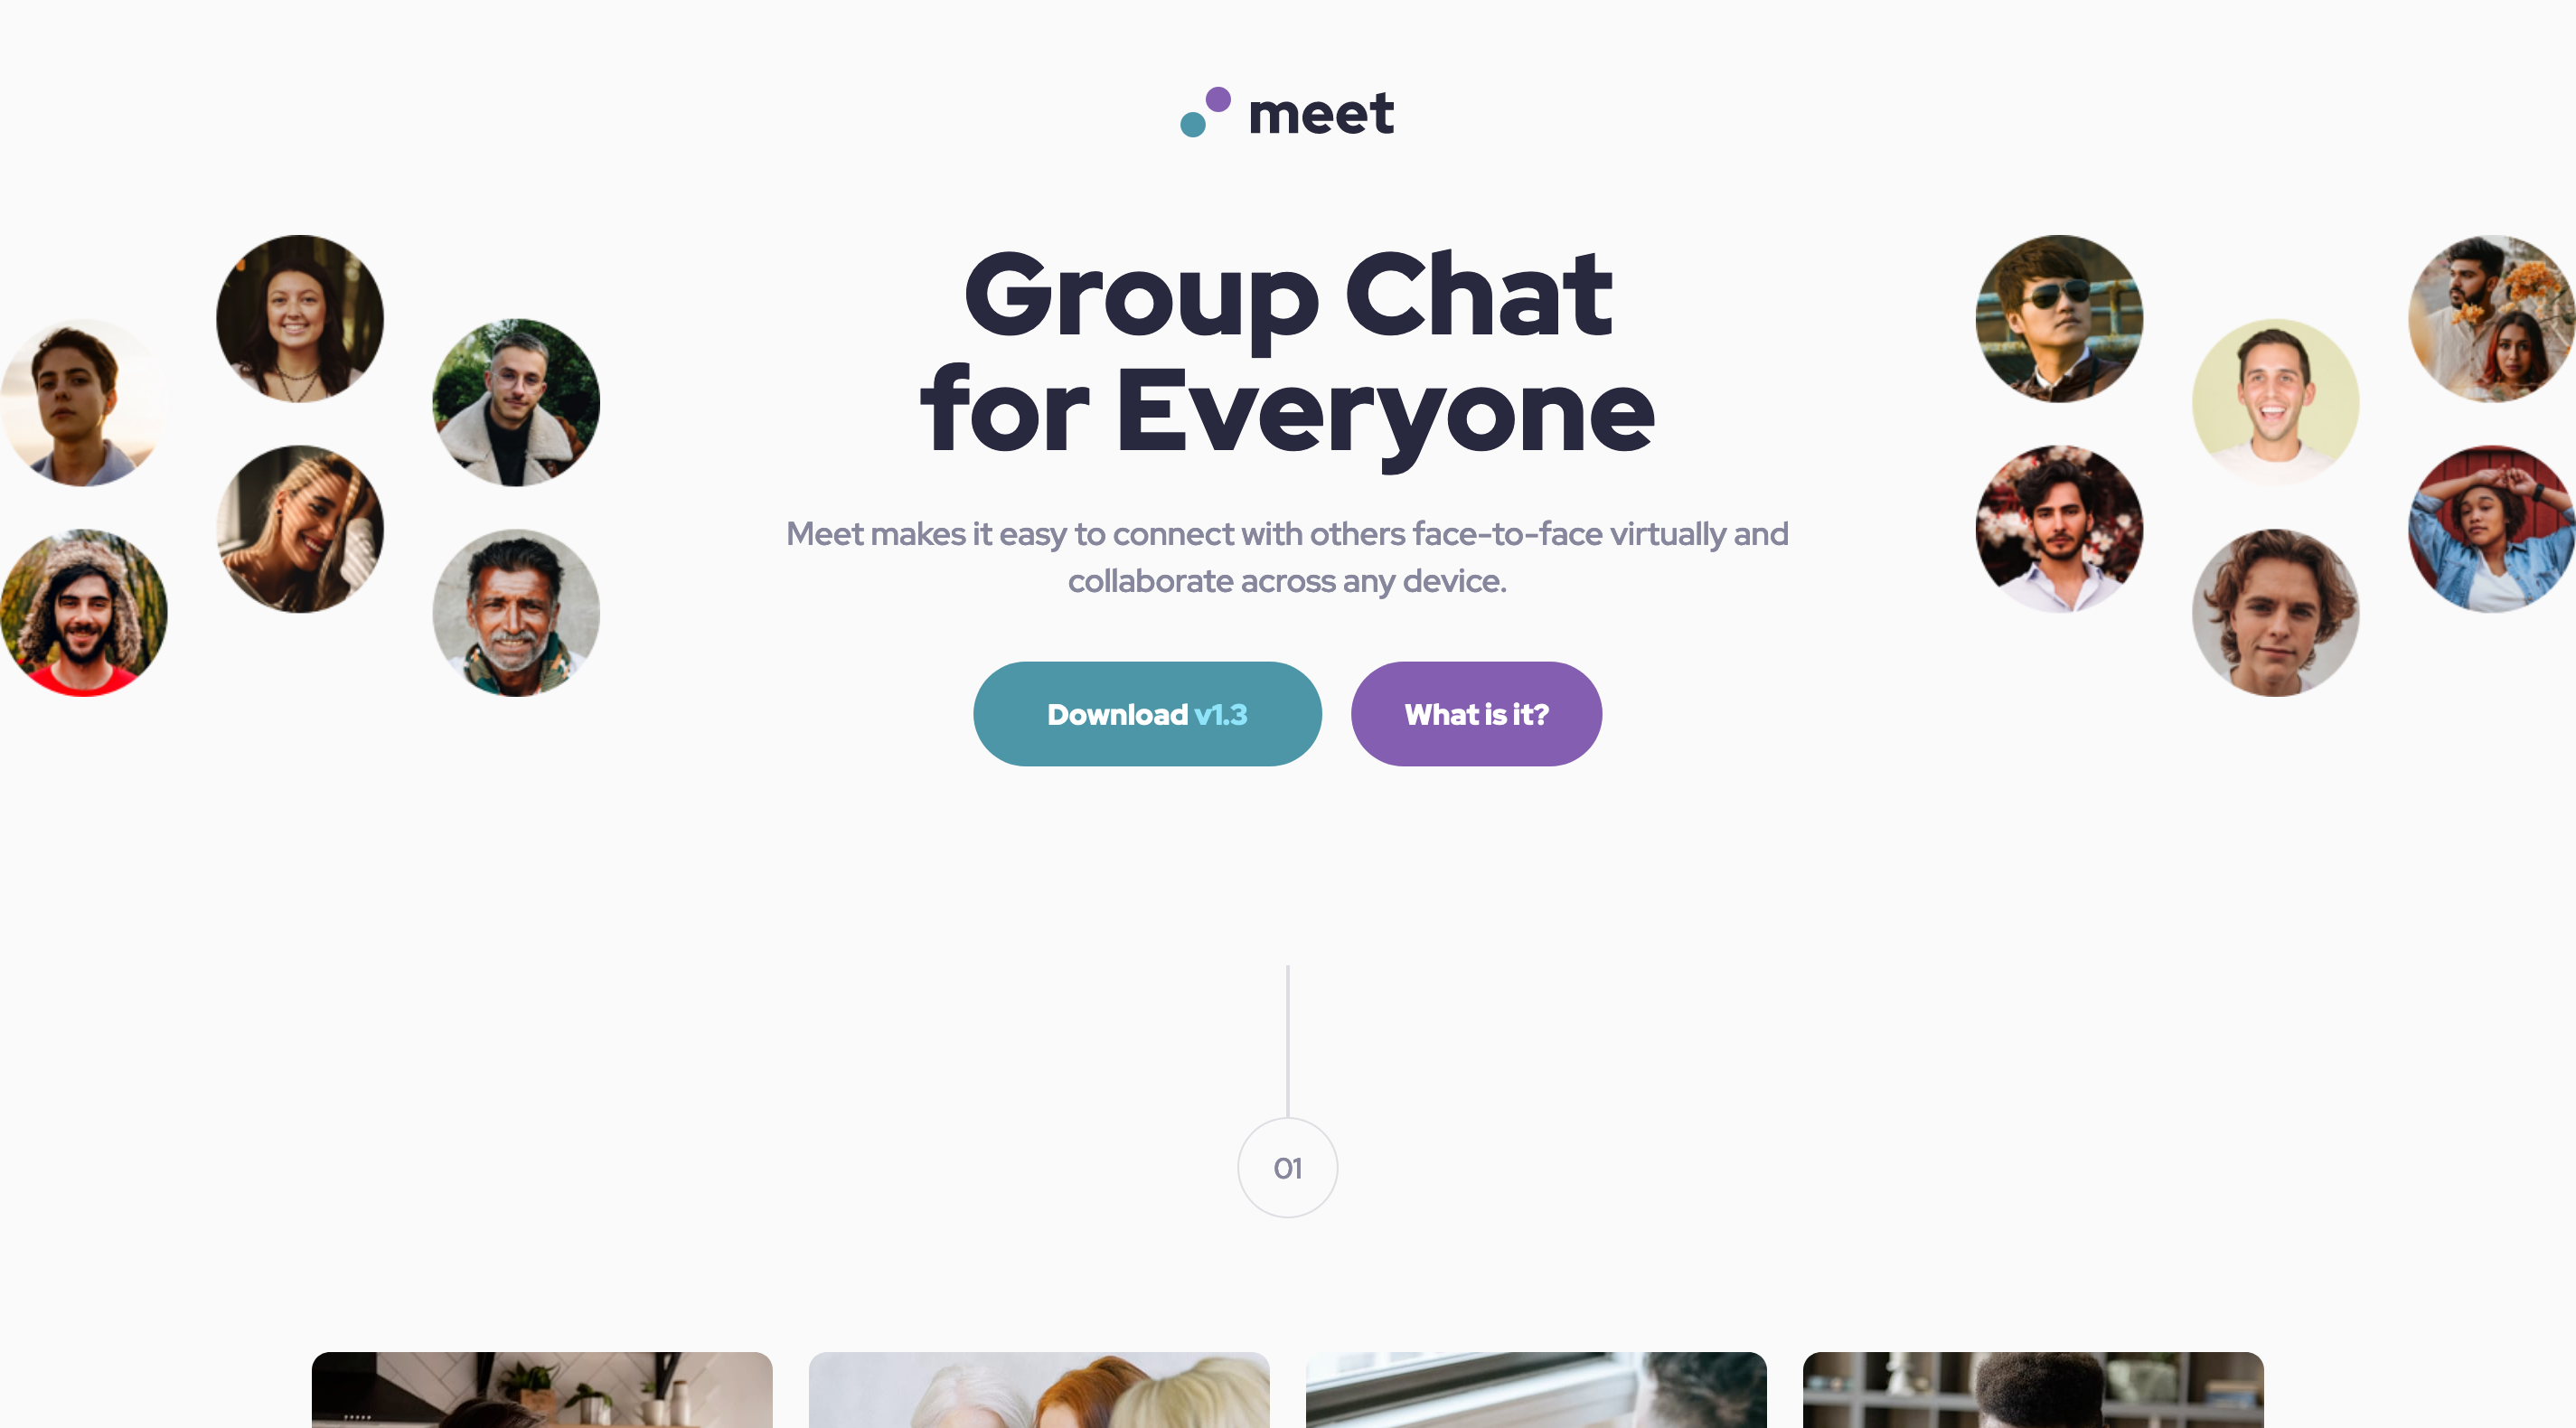 meet
Group Chat
for Everyone
Meet makes it easy to connect with others face-to-face virtually and
collaborate across any device.
Download v1.3
What is it?
01